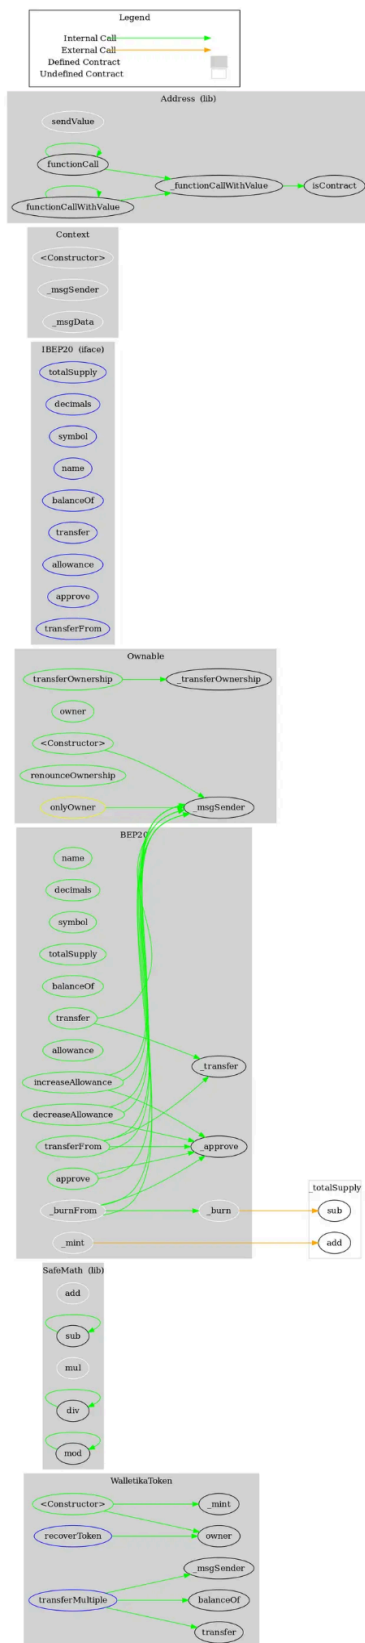 Legend
Internal Call
External Call
Defined Contract
Undefined Contract
Address (lib)
sendValue
functionCall
functionCallWithValue
_functionCallWithValue
isContract
Context
<Constructor>
_msgSender
_msgData
IBEP20 (iface)
totalSupply
decimals
symbol
name
balanceOf
transfer
allowance
approve
transferFrom
Ownable
transferOwnership
_transferOwnership
owner
<Constructor>
renounceOwnership
onlyOwner
_msgSender
BEP20
name
decimals
symbol
totalSupply
balanceOf
transfer
allowance
_transfer
increaseAllowance
decreaseAllowance
transferFrom
_approve
approve
_burnFrom
_burn
_mint
_totalSupply
sub
add
SafeMath (lib)
add
sub
mul
div
mod
WalletikaToken
<Constructor>
_mint
recoverToken
owner
_msgSender
transferMultiple
balanceOf
transfer